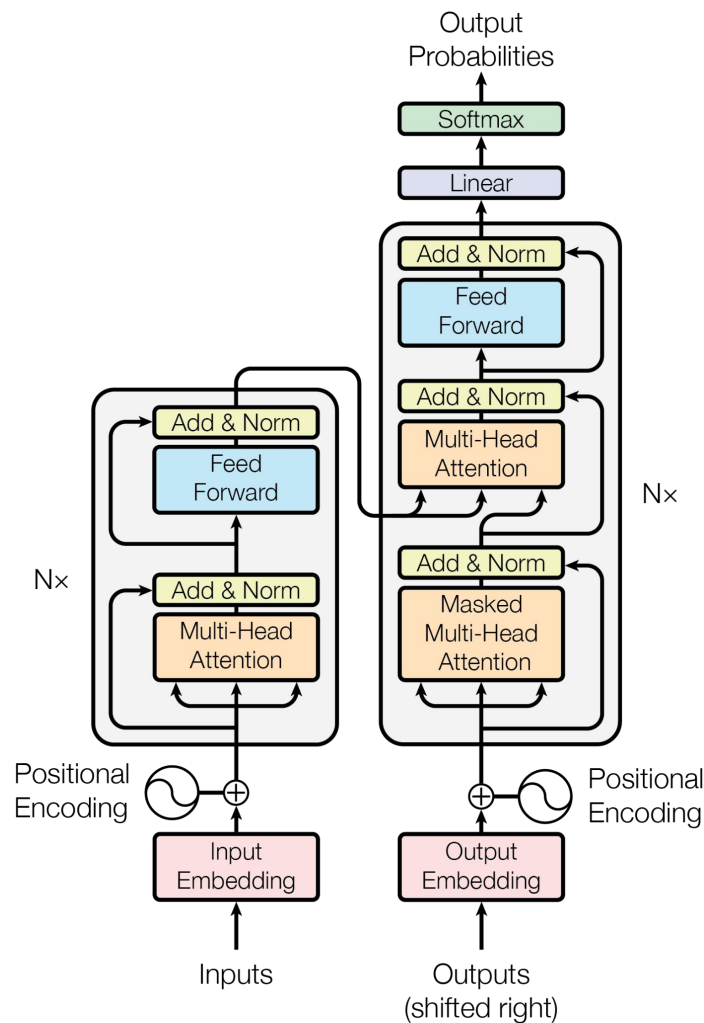 Output
Probabilities
Softmax
Linear
Add & Norm
Feed
Forward
Add & Norm
Multi-Head
Attention
Add & Norm
Masked
Multi-Head
Attention
N×
Add & Norm
Feed
Forward
Add & Norm
Multi-Head
Attention
N×
Positional
Encoding
Positional
Encoding
Input
Embedding
Output
Embedding
Inputs
Outputs
(shifted right)